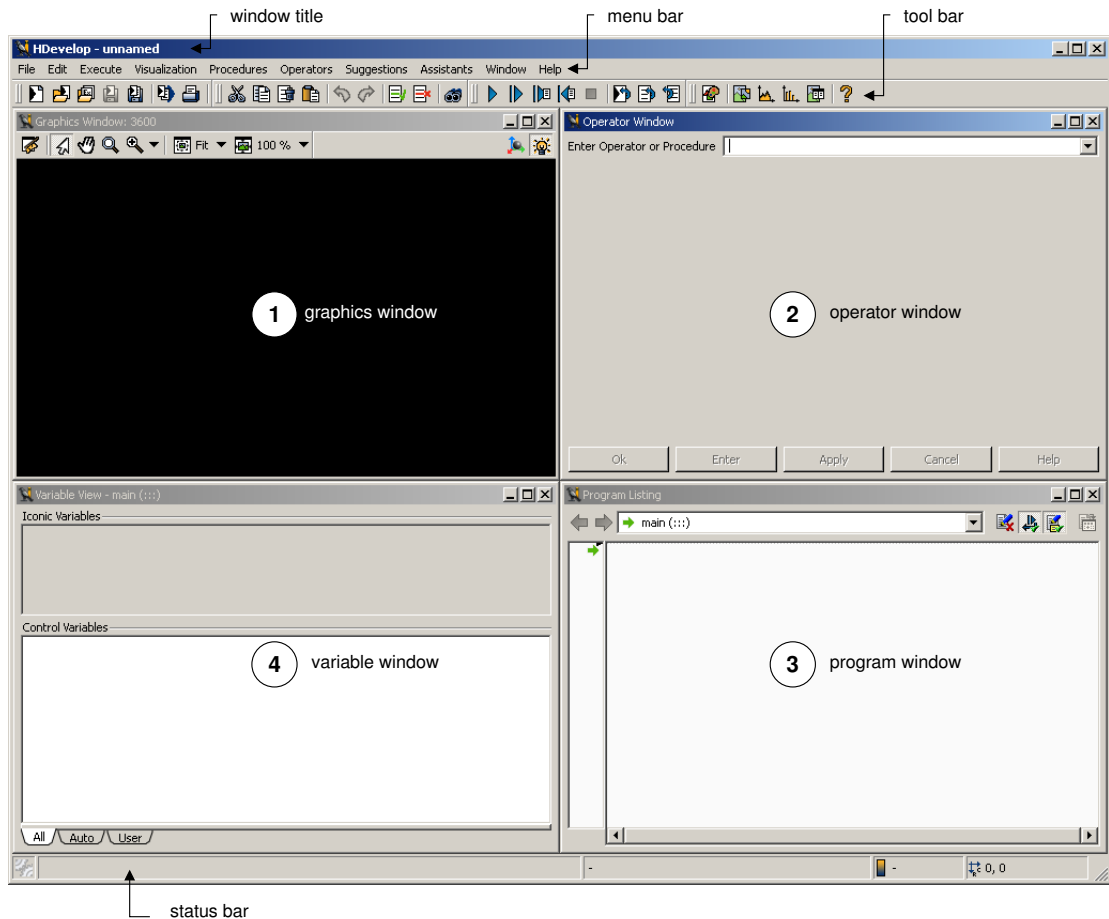 window title
menu bar
tool bar
HDevelop - unnamed
File Edit Execute Visualization Procedures Operators Suggestions Assistants Window Help
Graphics Window: 3600
Fit 100 %
1 graphics window
Operator Window
Enter Operator or Procedure
2 operator window
Ok Enter Apply Cancel Help
Variable View - main (:::)
Iconic Variables
Control Variables
4 variable window
All Auto User
Program Listing
main (:::)
3 program window
- - 0, 0
status bar